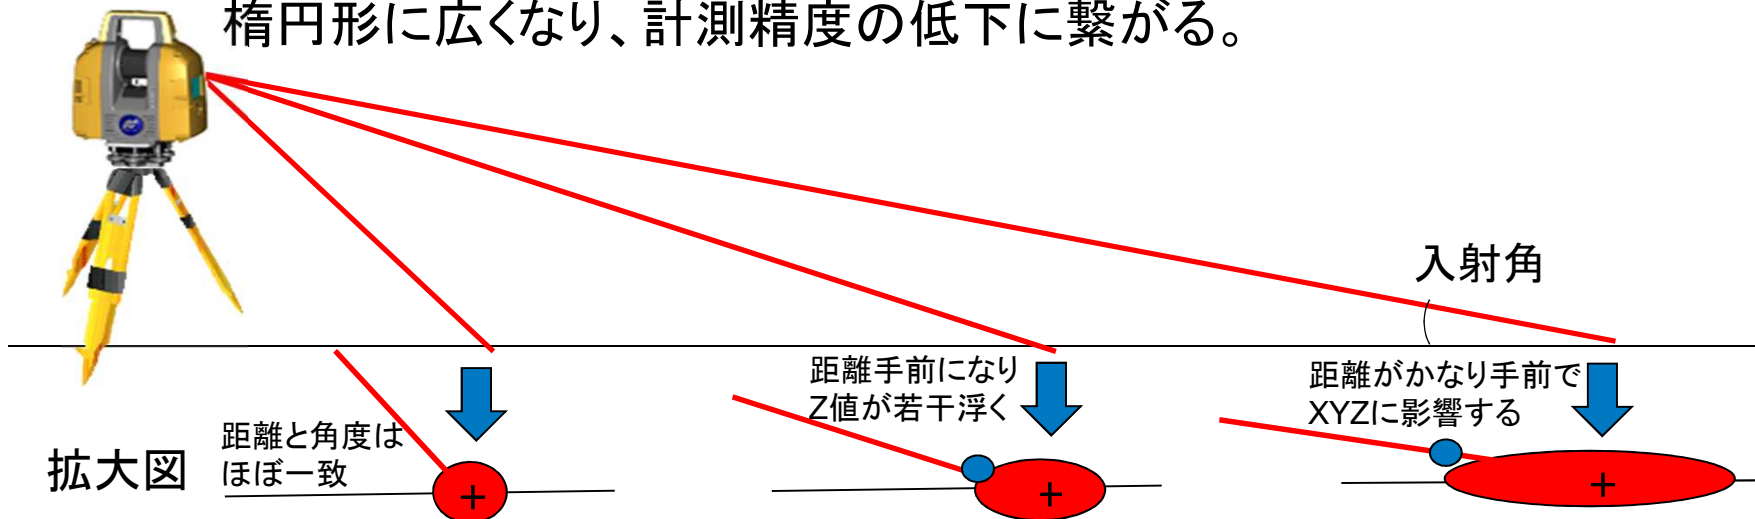 楕円形に広くなり、計測精度の低下に繋がる。
入射角
距離手前になり
Z値が若干浮く
距離がかなり手前で
XYZに影響する
距離と角度は
ほぼ一致
拡大図